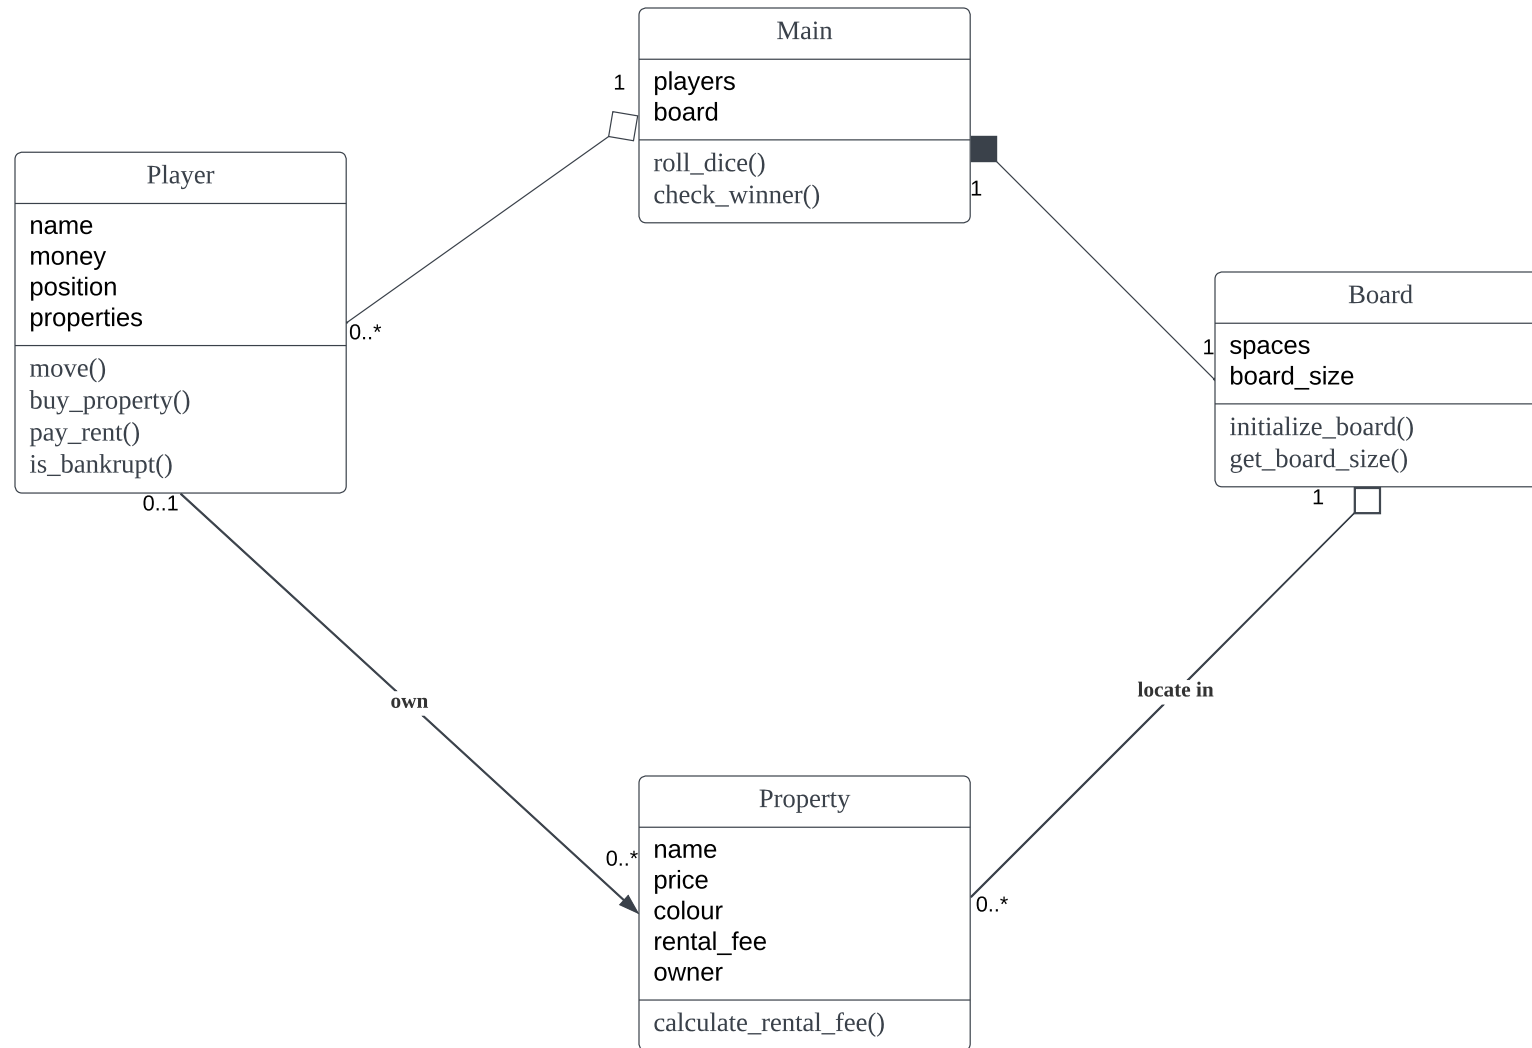 Main
players
board
roll_dice()
check_winner()
1
1
Player
name
money
position
properties
move()
buy_property()
pay_rent()
is_bankrupt()
0..*
0..1
Board
spaces
board_size
initialize_board()
get_board_size()
1
1
own
locate in
Property
name
price
colour
rental_fee
owner
calculate_rental_fee()
0..*
0..*